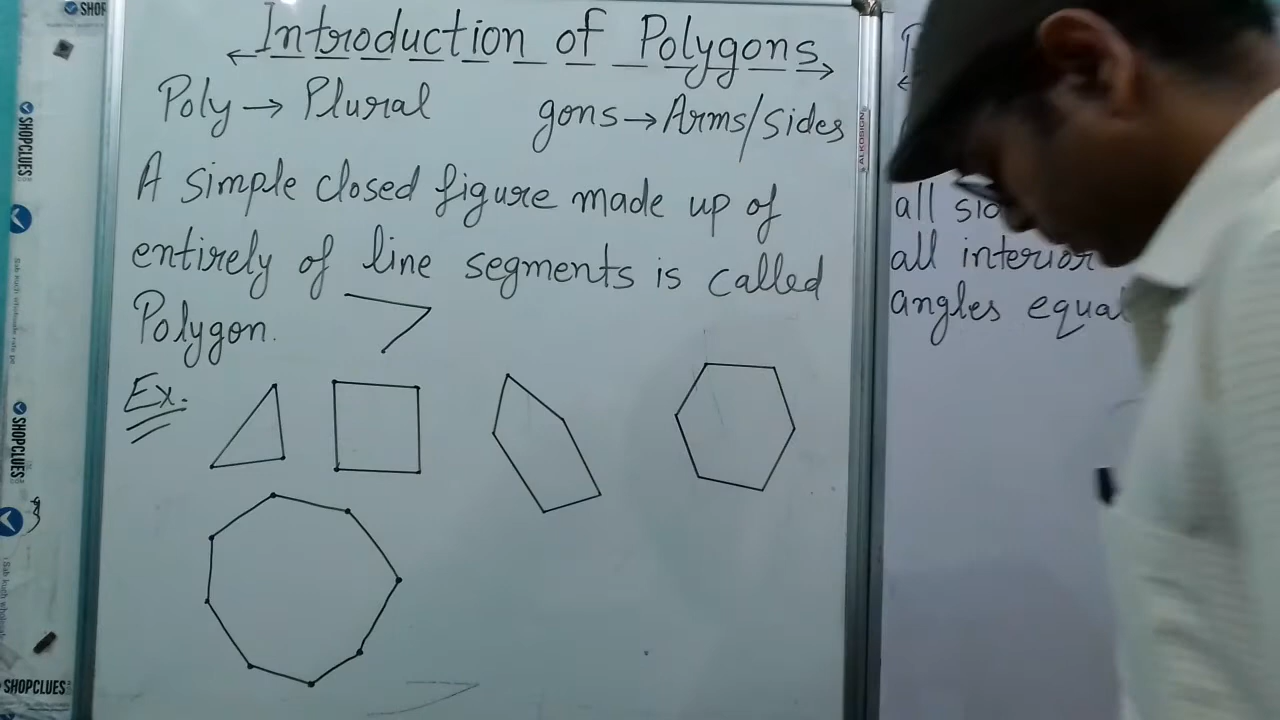 Introduction of Polygons
Poly → Plural gons → Arms/sides
A simple closed figure made up of
entirely of line segments is called
Polygon.
Ex.
all
all interior
angles
ALKOSIGN
SHOPCLUES
SHOPCLUES
SHOPCLUES